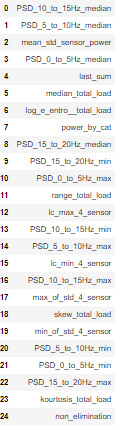 0 PSD_10_to_15Hz_median
1 PSD_5_to_10Hz_median
2 mean_std_sensor_power
3 PSD_0_to_5Hz_median
4 last_sum
5 median_total_load
6 log_e_entro__total_load
7 power_by_cat
8 PSD_15_to_20Hz_median
9 PSD_15_to_20Hz_min
10 PSD_0_to_5Hz_max
11 range_total_load
12 lc_max_4_sensor
13 PSD_10_to_15Hz_min
14 PSD_5_to_10Hz_max
15 lc_min_4_sensor
16 PSD_10_to_15Hz_max
17 max_of_std_4_sensor
18 skew_total_load
19 min_of_std_4_sensor
20 PSD_5_to_10Hz_min
21 PSD_0_to_5Hz_min
22 PSD_15_to_20Hz_max
23 kourtosis_total_load
24 non_elimination